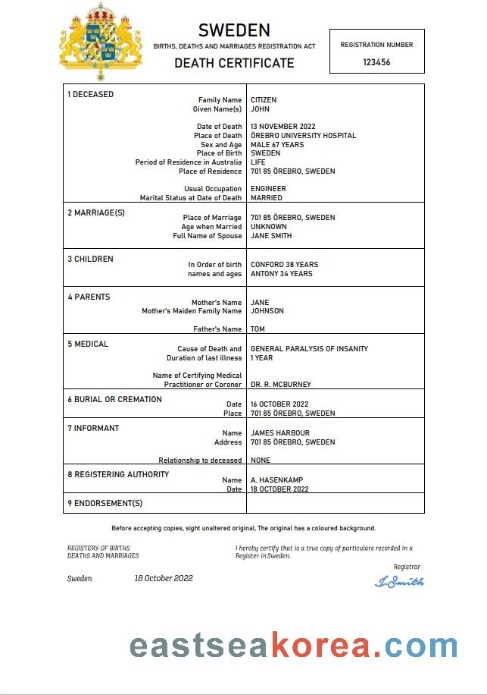 SWEDEN
BIRTHS, DEATHS AND MARRIAGES REGISTRATION ACT
DEATH CERTIFICATE
REGISTRATION NUMBER
123456
1 DECEASED
Family Name CITIZEN
Given Name(s) JOHN
Date of Death 13 NOVEMBER 2022
Place of Death ÖREBRO UNIVERSITY HOSPITAL
Sex and Age MALE 67 YEARS
Place of Birth SWEDEN
Period of Residence in Australia LIFE
Place of Residence 701 85 ÖREBRO, SWEDEN
Usual Occupation ENGINEER
Marital Status at Date of Death MARRIED
2 MARRIAGE(S)
Place of Marriage 701 85 ÖREBRO, SWEDEN
Age when Married UNKNOWN
Full Name of Spouse JANE SMITH
3 CHILDREN
In Order of birth CONFORD 38 YEARS
names and ages ANTONY 34 YEARS
4 PARENTS
Mother's Name JANE
Mother's Maiden Family Name JOHNSON
Father's Name TOM
5 MEDICAL
Cause of Death and GENERAL PARALYSIS OF INSANITY
Duration of last illness 1 YEAR
Name of Certifying Medical
Practitioner or Coroner DR. R. MCBURNEY
6 BURIAL OR CREMATION
Date 16 OCTOBER 2022
Place 701 85 ÖREBRO, SWEDEN
7 INFORMANT
Name JAMES HARBOUR
Address 701 85 ÖREBRO, SWEDEN
Relationship to deceased NONE
8 REGISTERING AUTHORITY
Name A. HASENKAMP
Date 18 OCTOBER 2022
9 ENDORSEMENT(S)
Before accepting copies, sight unaltered original. The original has a coloured background.
REGISTERY OF BIRTHS
DEATHS AND MARRIAGES
I hereby certify that is a true copy of particulars recorded in a
Register in Sweden.
Registrar
Sweden 18 October 2022
J.Smith
eastseakorea.com